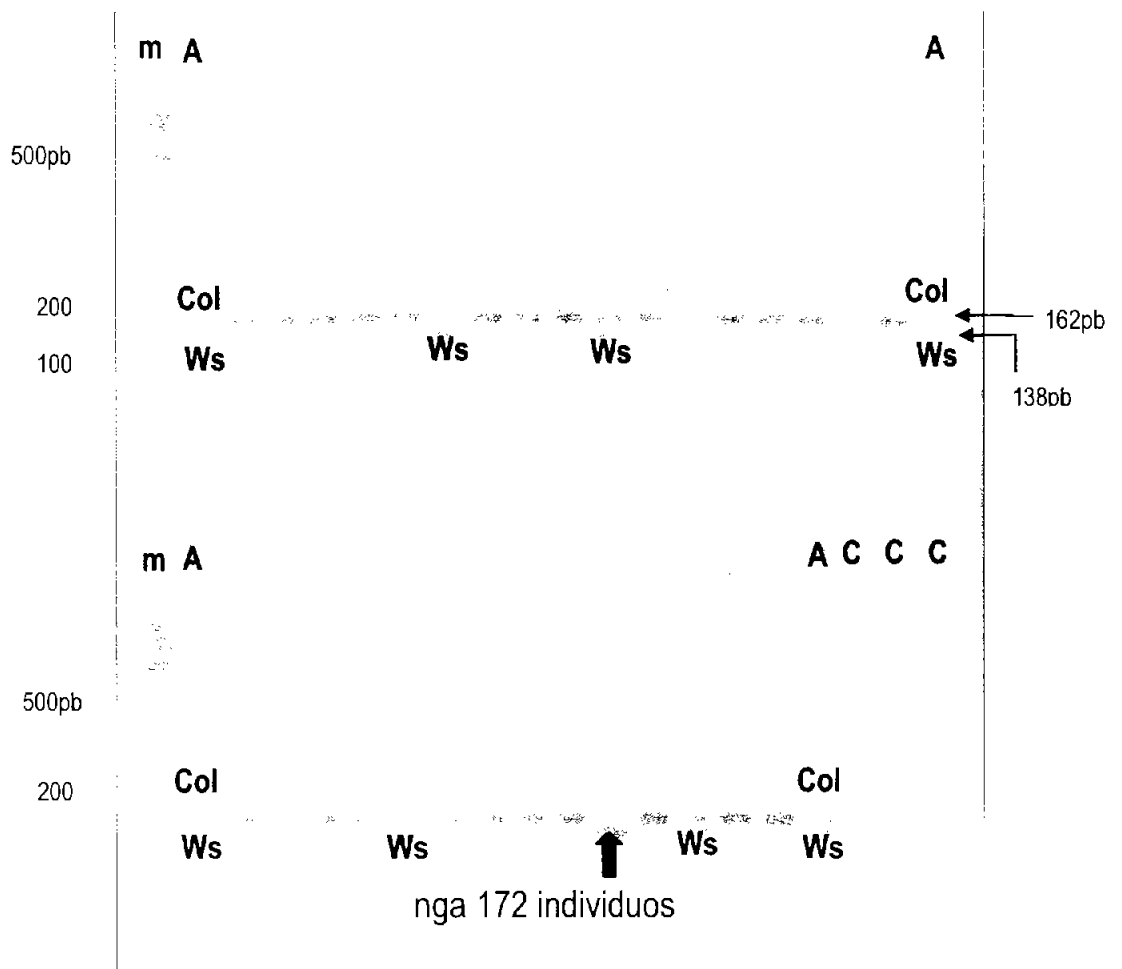 m A A
500pb
200 Col Col
162pb
Ws Ws
100 Ws Ws
138pb
m A A C C C
500pb
200 Col Col
Ws Ws Ws Ws
nga 172 individuos